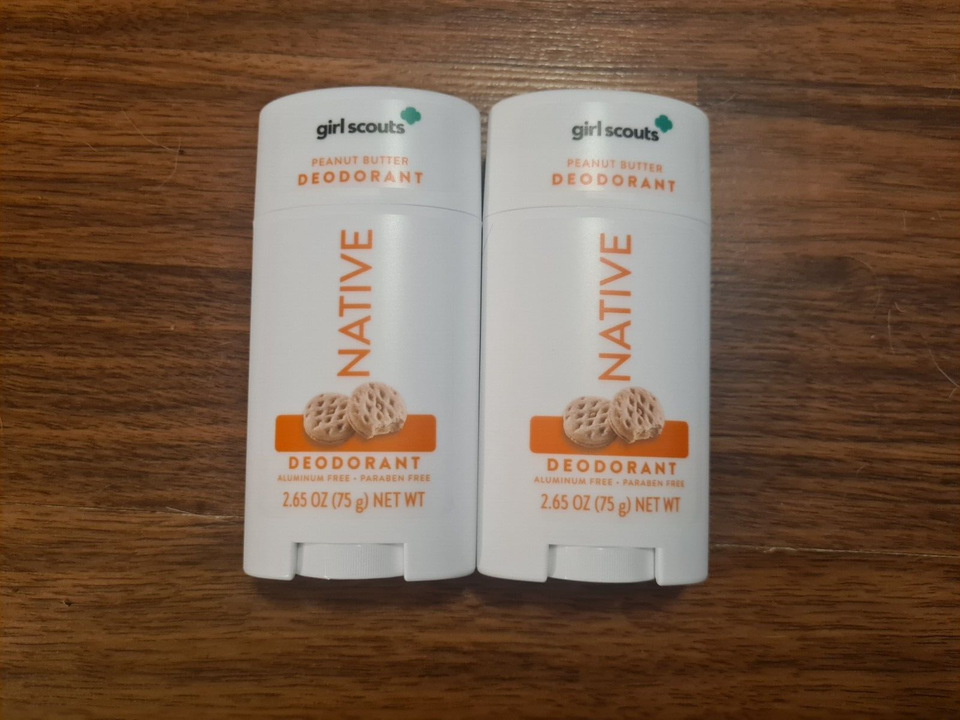 girl scouts
PEANUT BUTTER
DEODORANT
NATIVE
DEODORANT
ALUMINUM FREE • PARABEN FREE
2.65 OZ (75 g) NET WT
girl scouts
PEANUT BUTTER
DEODORANT
NATIVE
DEODORANT
ALUMINUM FREE • PARABEN FREE
2.65 OZ (75 g) NET WT